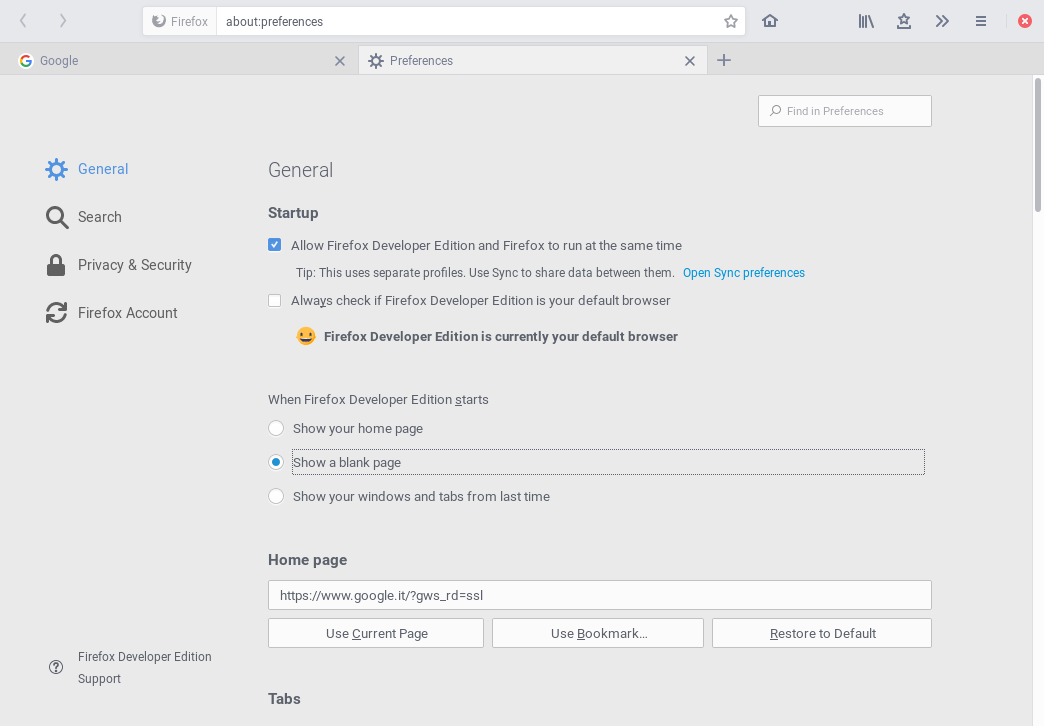 Firefox about:preferences
Google Preferences
Find in Preferences
General
Search
Privacy & Security
Firefox Account
Firefox Developer Edition
Support
General
Startup
Allow Firefox Developer Edition and Firefox to run at the same time
Tip: This uses separate profiles. Use Sync to share data between them. Open Sync preferences
Always check if Firefox Developer Edition is your default browser
Firefox Developer Edition is currently your default browser
When Firefox Developer Edition starts
Show your home page
Show a blank page
Show your windows and tabs from last time
Home page
https://www.google.it/?gws_rd=ssl
Use Current Page Use Bookmark... Restore to Default
Tabs